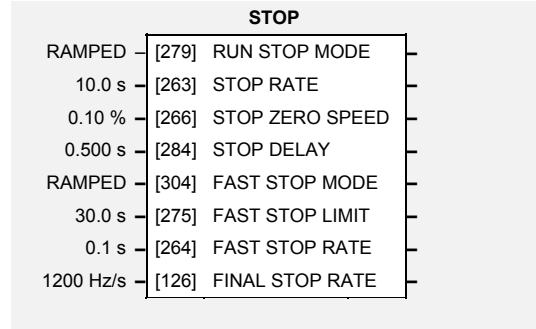 STOP
RAMPED – [279] RUN STOP MODE –
10.0 s – [263] STOP RATE –
0.10 % – [266] STOP ZERO SPEED –
0.500 s – [284] STOP DELAY –
RAMPED – [304] FAST STOP MODE –
30.0 s – [275] FAST STOP LIMIT –
0.1 s – [264] FAST STOP RATE –
1200 Hz/s – [126] FINAL STOP RATE –